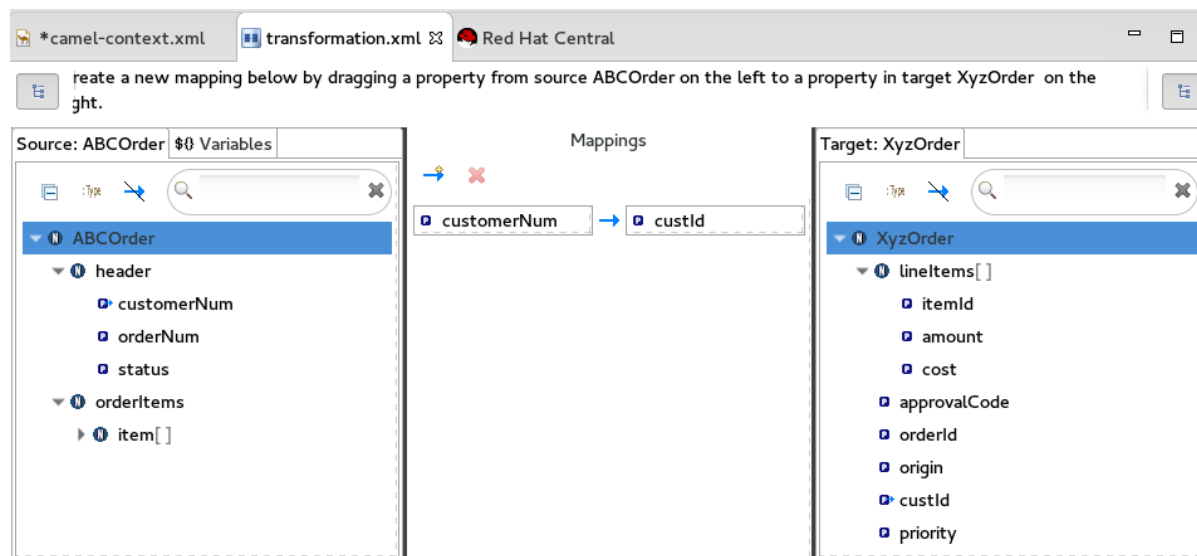 *camel-context.xml
transformation.xml
Red Hat Central
reate a new mapping below by dragging a property from source ABCOrder on the left to a property in target XyzOrder on the
ght.
Source: ABCOrder
${} Variables
Mappings
Target: XyzOrder
:Type
:Type
customerNum
custId
ABCOrder
header
customerNum
orderNum
status
orderItems
item[ ]
XyzOrder
lineItems[ ]
itemId
amount
cost
approvalCode
orderId
origin
custId
priority